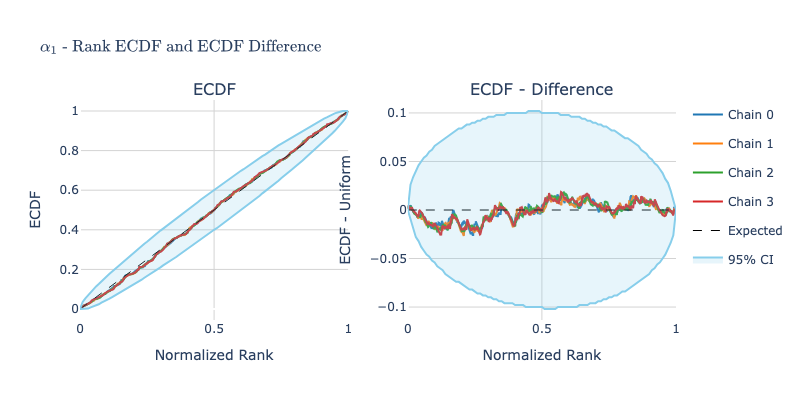 α₁ - Rank ECDF and ECDF Difference
ECDF
ECDF - Difference
ECDF
1
0.8
0.6
0.4
0.2
0
0
0.5
1
Normalized Rank
ECDF - Uniform
0.1
0.05
0
−0.05
−0.1
0
0.5
1
Normalized Rank
Chain 0
Chain 1
Chain 2
Chain 3
Expected
95% CI